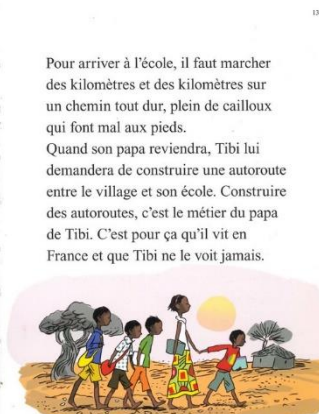 13
Pour arriver à l'école, il faut marcher
des kilomètres et des kilomètres sur
un chemin tout dur, plein de cailloux
qui font mal aux pieds.
Quand son papa reviendra, Tibi lui
demandera de construire une autoroute
entre le village et son école. Construire
des autoroutes, c'est le métier du papa
de Tibi. C'est pour ça qu'il vit en
France et que Tibi ne le voit jamais.